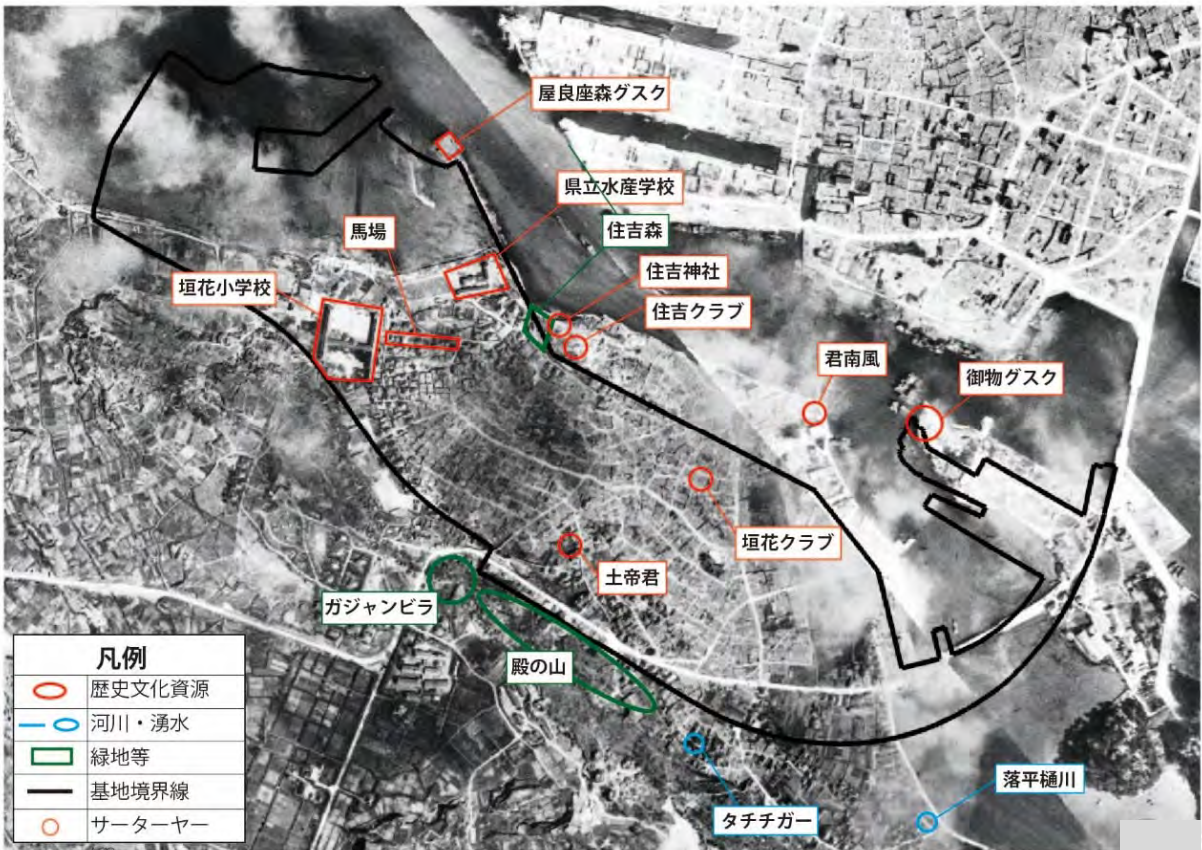 屋良座森グスク
県立水産学校
馬場
住吉森
垣花小学校
住吉神社
住吉クラブ
君南風
御物グスク
垣花クラブ
土帝君
ガジャンビラ
殿の山
タチチガー
落平樋川
凡例
歴史文化資源
河川・湧水
緑地等
基地境界線
サーターヤー